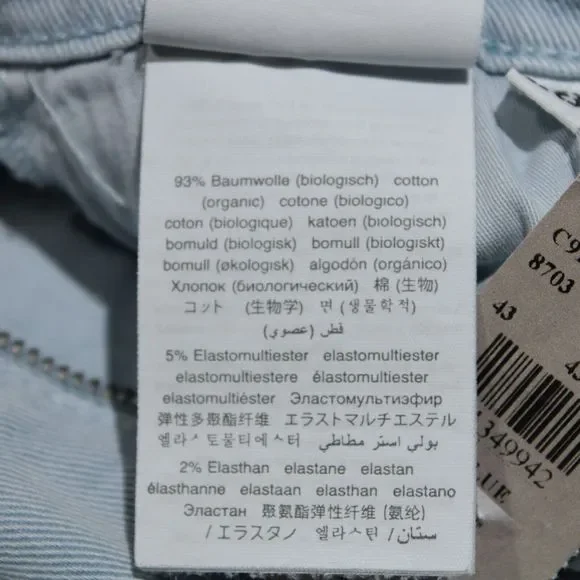 93% Baumwolle (biologisch) cotton
(organic) cotone (biologico)
coton (biologique) katoen (biologisch)
bomuld (biologisk) bomull (biologiskt)
bomull (økologisk) algodón (orgánico)
Хлопок (биологический) 棉 (生物)
コット (生物学) 면 (생물학적)
قطن (عضوي)
5% Elastomultiester elastomultiester
elastomultiestere élastomultiester
elastomultiéster Эластомультиэфир
弹性多聚酯纤维 エラストマルチエステル
엘라스토물티에스터 بولي استر مطاطي
2% Elasthan elastane elastan
élasthanne elastaan elasthan elastano
Эластан 聚氨酯弹性纤维 (氨纶)
/ エラスタノ 엘라스틴 / ستان
8703
43
349942
UE